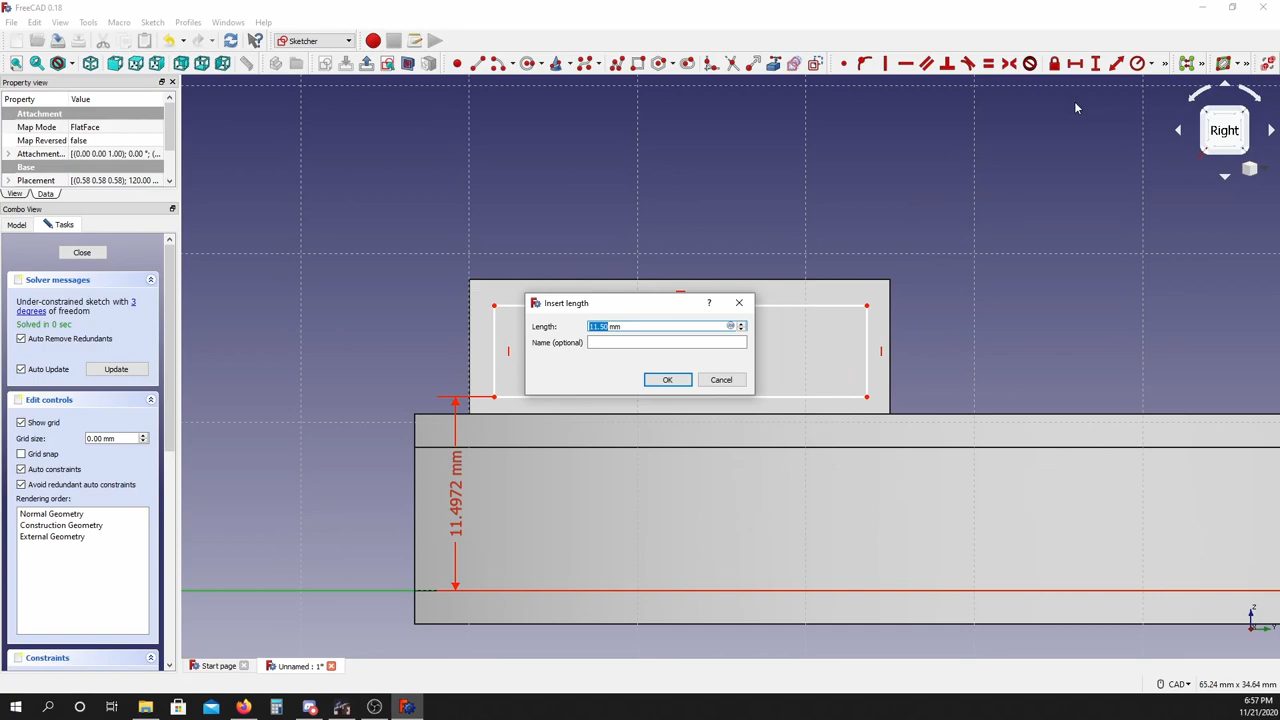 FreeCAD 0.18
File Edit View Tools Macro Sketch Profiles Windows Help
Sketcher
Property view
Property Value
Attachment
Map Mode FlatFace
Map Reversed false
Attachment... [(0.00 0.00 1.00); 0.00 °; (...
Base
Placement [(0.58 0.58 0.58); 120.00 ...
View Data
Combo View
Model Tasks
Close
Solver messages
Under-constrained sketch with 3
degrees of freedom
Solved in 0 sec
Auto Remove Redundants
Auto Update Update
Edit controls
Show grid
Grid size: 0.00 mm
Grid snap
Auto constraints
Avoid redundant auto constraints
Rendering order:
Normal Geometry
Construction Geometry
External Geometry
Constraints
Right
Insert length ?
Length: 11.50 mm
Name (optional)
OK Cancel
11.4972 mm
Z
Y
Start page Unnamed : 1*
CAD 65.24 mm x 34.64 mm
6:57 PM
11/21/2020